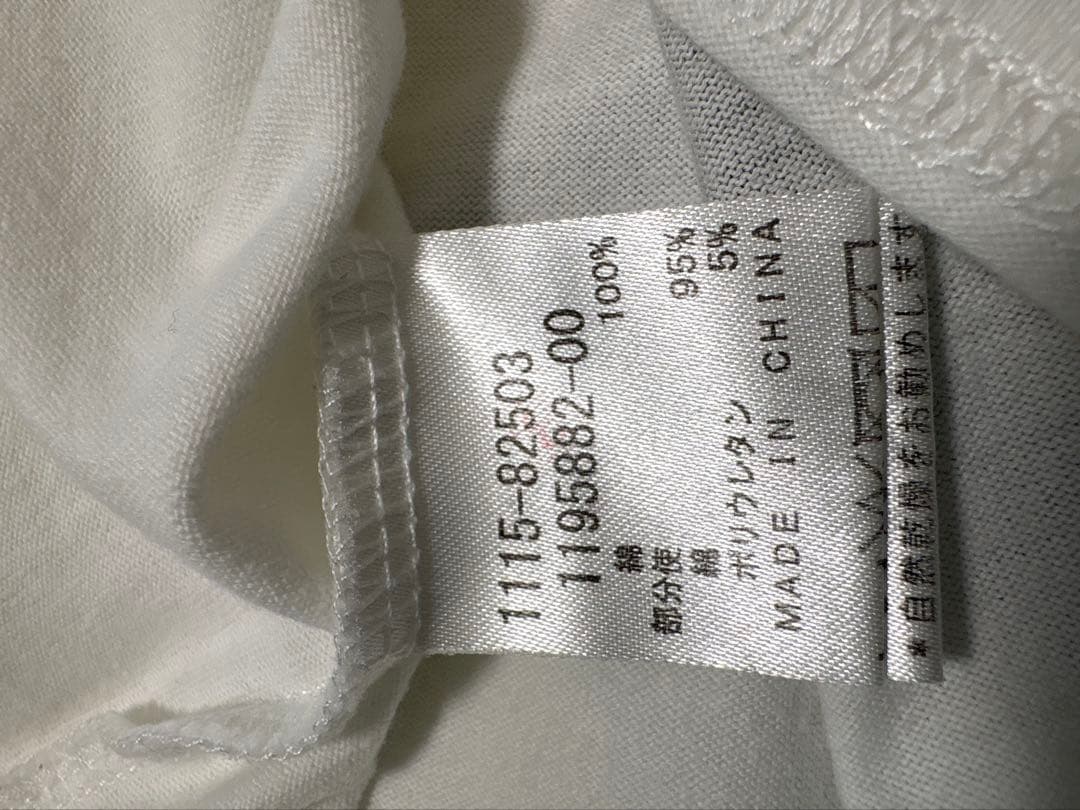 1115-82503
1195882-00
綿 100%
部分使
綿 95%
ポリウレタン 5%
MADE IN CHINA
*自然乾燥をお勧めします